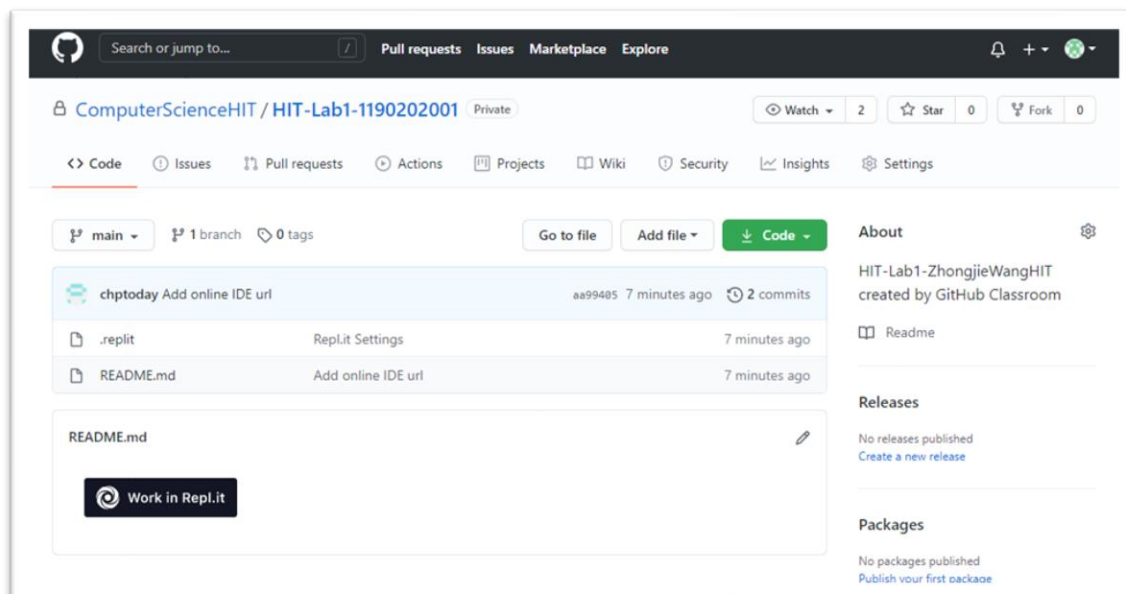 Search or jump to... / Pull requests Issues Marketplace Explore
ComputerScienceHIT / HIT-Lab1-1190202001 Private
Watch 2 Star 0 Fork 0
<> Code Issues Pull requests Actions Projects Wiki Security Insights Settings
main 1 branch 0 tags Go to file Add file Code
chptoday Add online IDE url aa99405 7 minutes ago 2 commits
.replit Repl.it Settings 7 minutes ago
README.md Add online IDE url 7 minutes ago
README.md
Work in Repl.it
About
HIT-Lab1-ZhongjieWangHIT
created by GitHub Classroom
Readme
Releases
No releases published
Create a new release
Packages
No packages published
Publish your first package